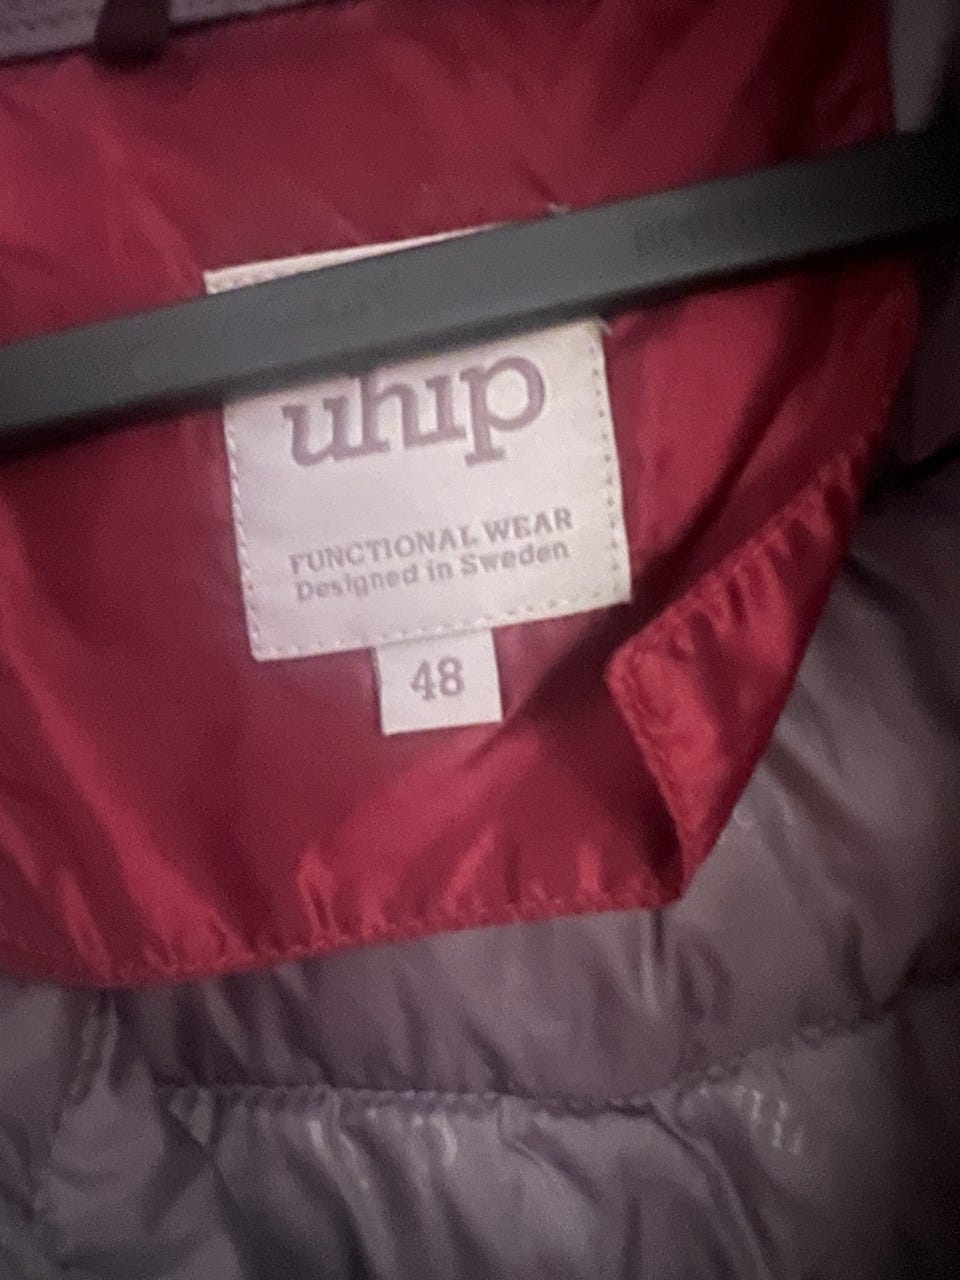 uhip
FUNCTIONAL WEAR
Designed in Sweden
48